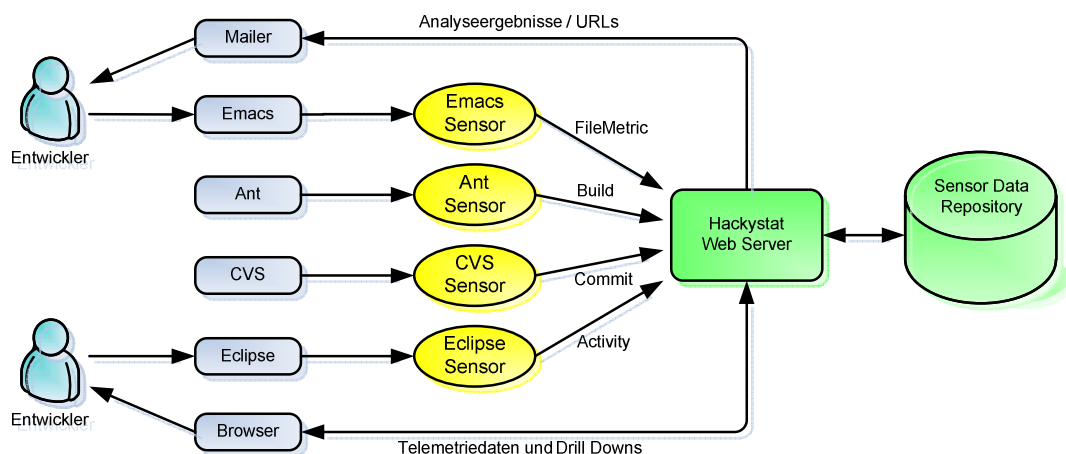 Analyseergebnisse / URLs
Mailer
Emacs
Emacs
Sensor
FileMetric
Entwickler
Ant
Ant
Sensor
Build
Hackystat
Web Server
Sensor Data
Repository
CVS
CVS
Sensor
Commit
Eclipse
Eclipse
Sensor
Activity
Entwickler
Browser
Telemetriedaten und Drill Downs